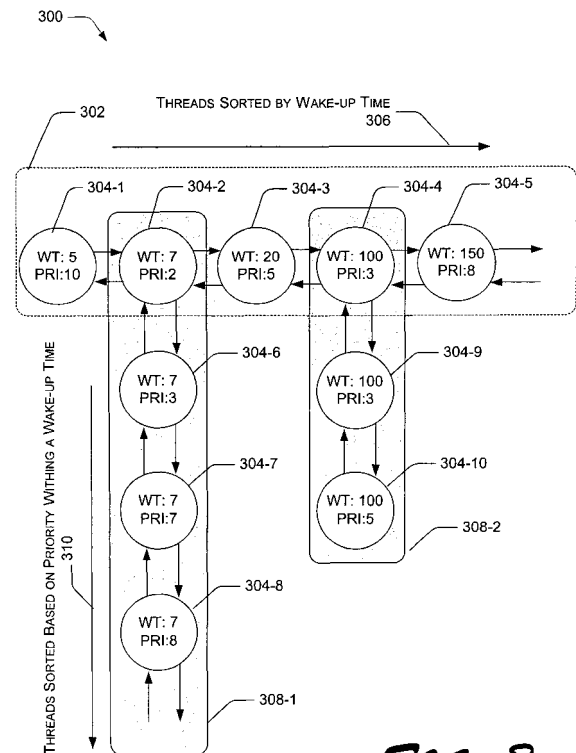 300
THREADS SORTED BY WAKE-UP TIME
302
306
304-1
304-2
304-3
304-4
304-5
WT: 5
PRI:10
WT: 7
PRI:2
WT: 20
PRI:5
WT: 100
PRI:3
WT: 150
PRI:8
304-6
WT: 7
PRI:3
304-9
WT: 100
PRI:3
304-7
WT: 7
PRI:7
304-10
WT: 100
PRI:5
308-2
304-8
WT: 7
PRI:8
308-1
THREADS SORTED BASED ON PRIORITY WITHING A WAKE-UP TIME
310